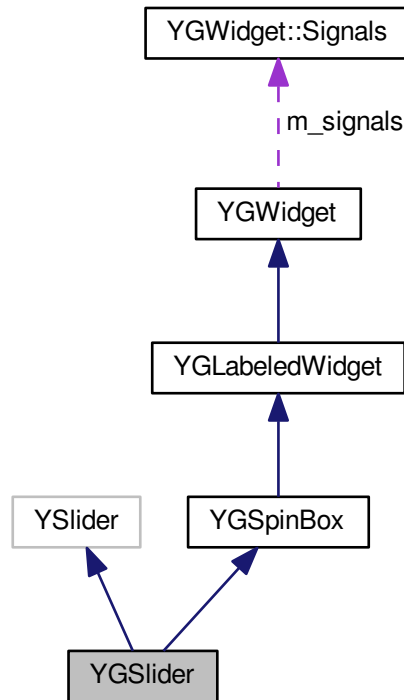 YGWidget::Signals
m_signals
YGWidget
YGLabeledWidget
YSlider
YGSpinBox
YGSlider